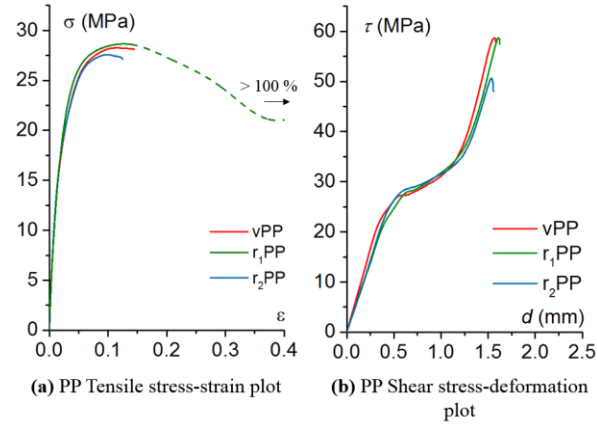 σ (MPa)
30
25
20
15
10
5
0
> 100 %
vPP
r₁PP
r₂PP
ε
0.0 0.1 0.2 0.3 0.4
(a) PP Tensile stress-strain plot
τ (MPa)
60
50
40
30
20
10
0
vPP
r₁PP
r₂PP
d (mm)
0.0 0.5 1.0 1.5 2.0 2.5
(b) PP Shear stress-deformation
plot